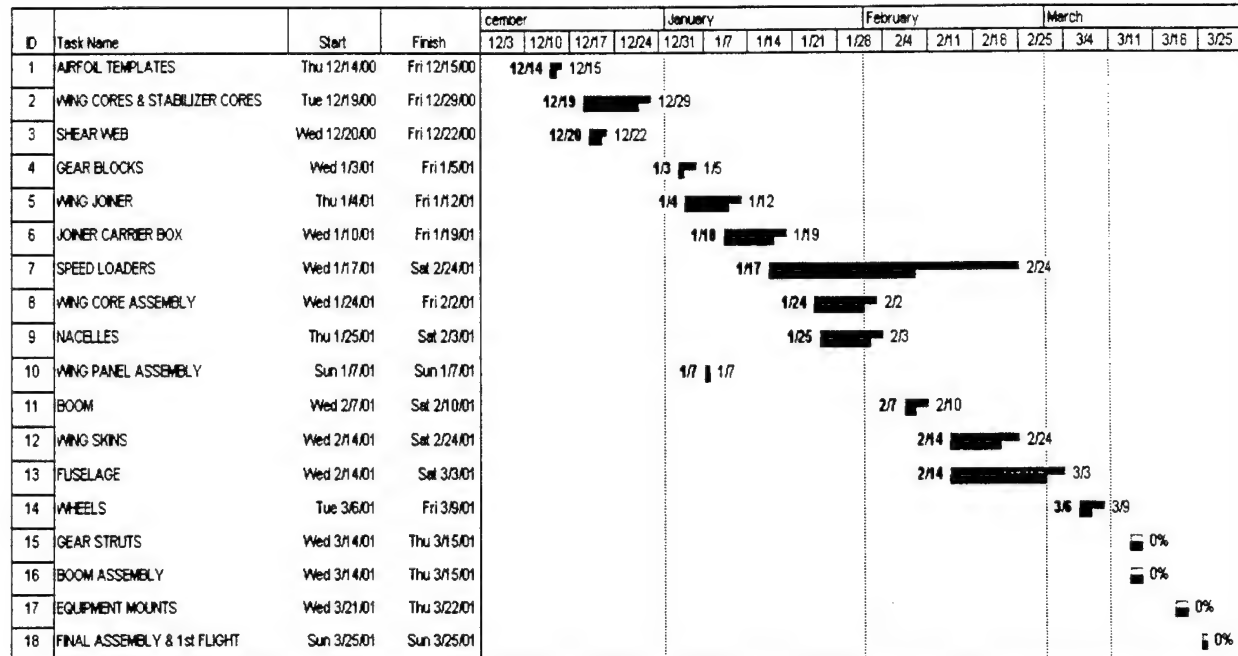 cember January February March
ID Task Name Start Finish 12/3 12/10 12/17 12/24 12/31 1/7 1/14 1/21 1/28 2/4 2/11 2/18 2/25 3/4 3/11 3/18 3/25
1 AIRFOIL TEMPLATES Thu 12/14/00 Fri 12/15/00 12/14 12/15
2 WING CORES & STABILIZER CORES Tue 12/19/00 Fri 12/29/00 12/19 12/29
3 SHEAR WEB Wed 12/20/00 Fri 12/22/00 12/20 12/22
4 GEAR BLOCKS Wed 1/3/01 Fri 1/5/01 1/3 1/5
5 WING JOINER Thu 1/4/01 Fri 1/12/01 1/4 1/12
6 JOINER CARRIER BOX Wed 1/10/01 Fri 1/19/01 1/10 1/19
7 SPEED LOADERS Wed 1/17/01 Sat 2/24/01 1/17 2/24
8 WING CORE ASSEMBLY Wed 1/24/01 Fri 2/2/01 1/24 2/2
9 NACELLES Thu 1/25/01 Sat 2/3/01 1/25 2/3
10 WING PANEL ASSEMBLY Sun 1/7/01 Sun 1/7/01 1/7 1/7
11 BOOM Wed 2/7/01 Sat 2/10/01 2/7 2/10
12 WING SKINS Wed 2/14/01 Sat 2/24/01 2/14 2/24
13 FUSELAGE Wed 2/14/01 Sat 3/3/01 2/14 3/3
14 WHEELS Tue 3/6/01 Fri 3/9/01 3/6 3/9
15 GEAR STRUTS Wed 3/14/01 Thu 3/15/01 0%
16 BOOM ASSEMBLY Wed 3/14/01 Thu 3/15/01 0%
17 EQUIPMENT MOUNTS Wed 3/21/01 Thu 3/22/01 0%
18 FINAL ASSEMBLY & 1st FLIGHT Sun 3/25/01 Sun 3/25/01 0%